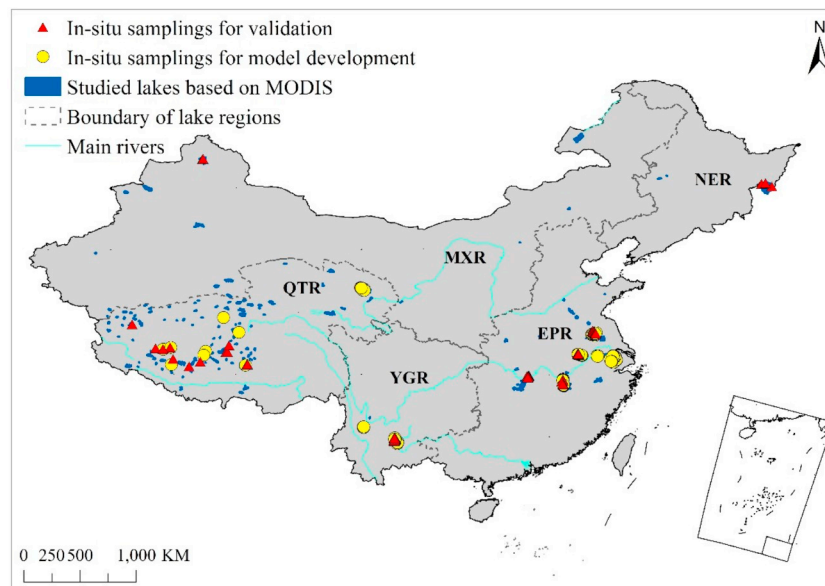 In-situ samplings for validation
In-situ samplings for model development
Studied lakes based on MODIS
Boundary of lake regions
Main rivers
N
NER
MXR
QTR
EPR
YGR
0 250 500 1,000 KM